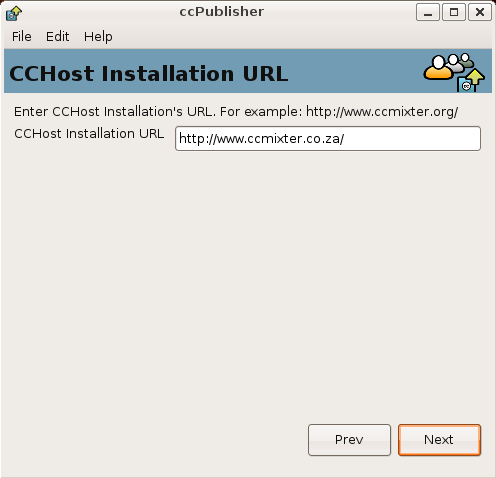 ccPublisher
File Edit Help
CCHost Installation URL
Enter CCHost Installation's URL. For example: http://www.ccmixter.org/
CCHost Installation URL http://www.ccmixter.co.za/
Prev Next